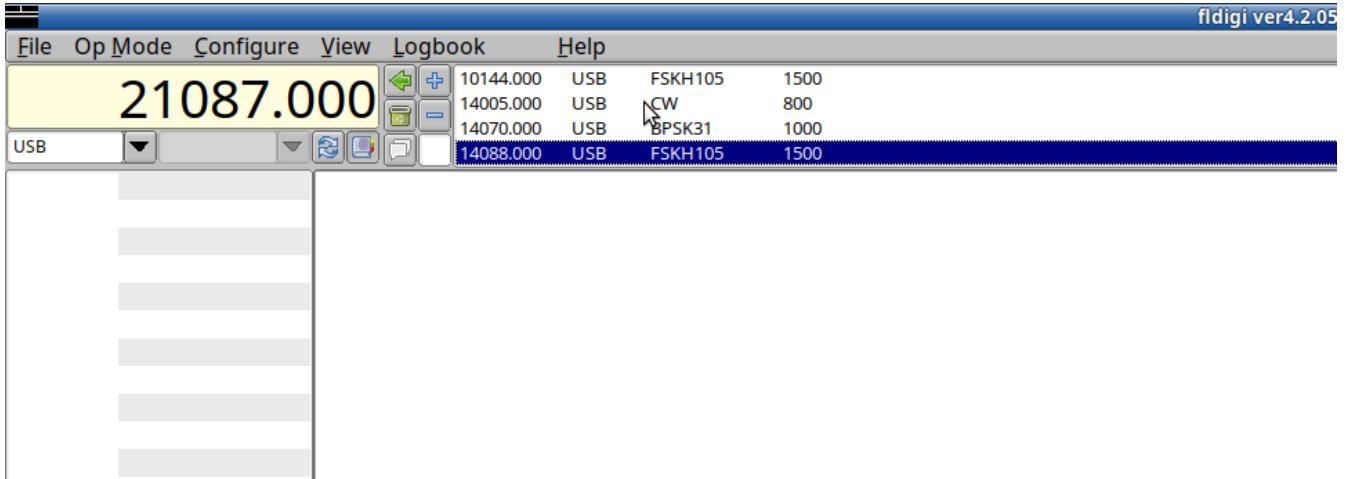 fldigi ver4.2.05
File Op Mode Configure View Logbook Help
21087.000
USB
10144.000 USB FSKH105 1500
14005.000 USB CW 800
14070.000 USB BPSK31 1000
14088.000 USB FSKH105 1500